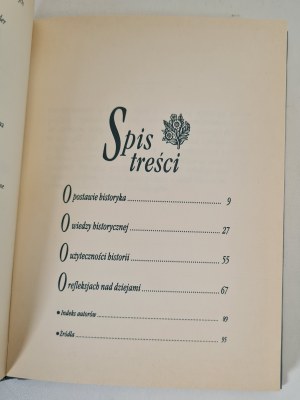 Spis
treści
O postawie historyka 9
O wiedzy historycznej 27
O użyteczności historii 55
O refleksjach nad dziejami 67
• Indeks autorów 89
• Źródła